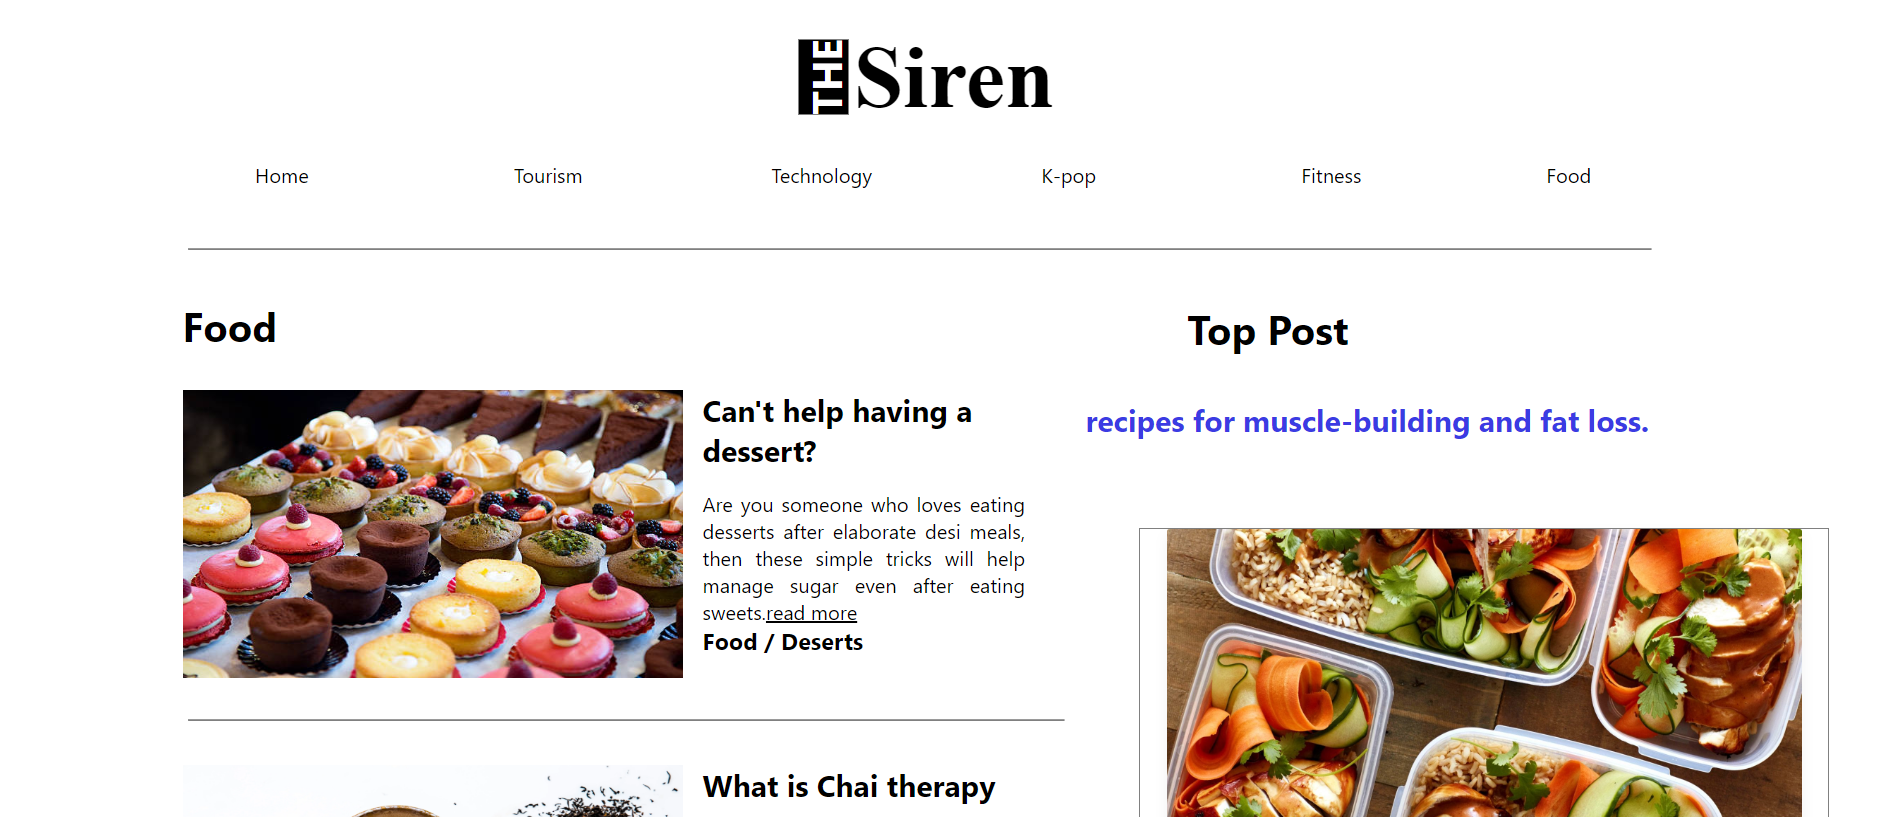 THE Siren
Home Tourism Technology K-pop Fitness Food
Food
Can't help having a
dessert?
Are you someone who loves eating
desserts after elaborate desi meals,
then these simple tricks will help
manage sugar even after eating
sweets.read more
Food / Deserts
What is Chai therapy
Top Post
recipes for muscle-building and fat loss.